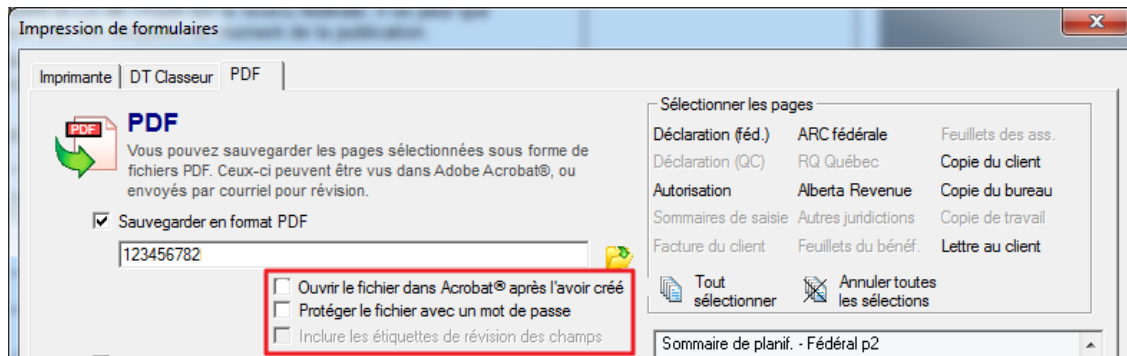 Impression de formulaires
x
Imprimante
DT Classeur
PDF
PDF
PDF
Vous pouvez sauvegarder les pages sélectionnées sous forme de
fichiers PDF. Ceux-ci peuvent être vus dans Adobe Acrobat®, ou
envoyés par courriel pour révision.
Sauvegarder en format PDF
123456782
Ouvrir le fichier dans Acrobat® après l'avoir créé
Protéger le fichier avec un mot de passe
Inclure les étiquettes de révision des champs
Sélectionner les pages
Déclaration (féd.) ARC fédérale Feuillets des ass.
Déclaration (QC) RQ Québec Copie du client
Autorisation Alberta Revenue Copie du bureau
Sommaires de saisie Autres juridictions Copie de travail
Facture du client Feuillets du bénéf. Lettre au client
Tout
sélectionner
Annuler toutes
les sélections
Sommaire de planif. - Fédéral p2